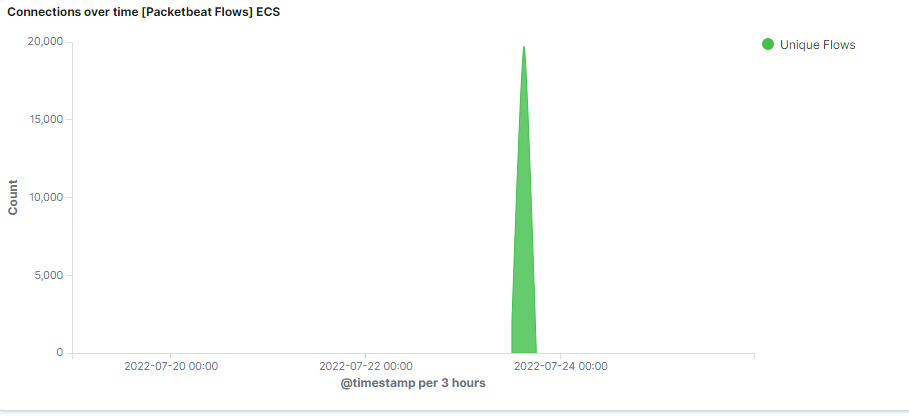 Connections over time [Packetbeat Flows] ECS
20,000
15,000
10,000
5,000
0
Count
2022-07-20 00:00
2022-07-22 00:00
2022-07-24 00:00
@timestamp per 3 hours
Unique Flows